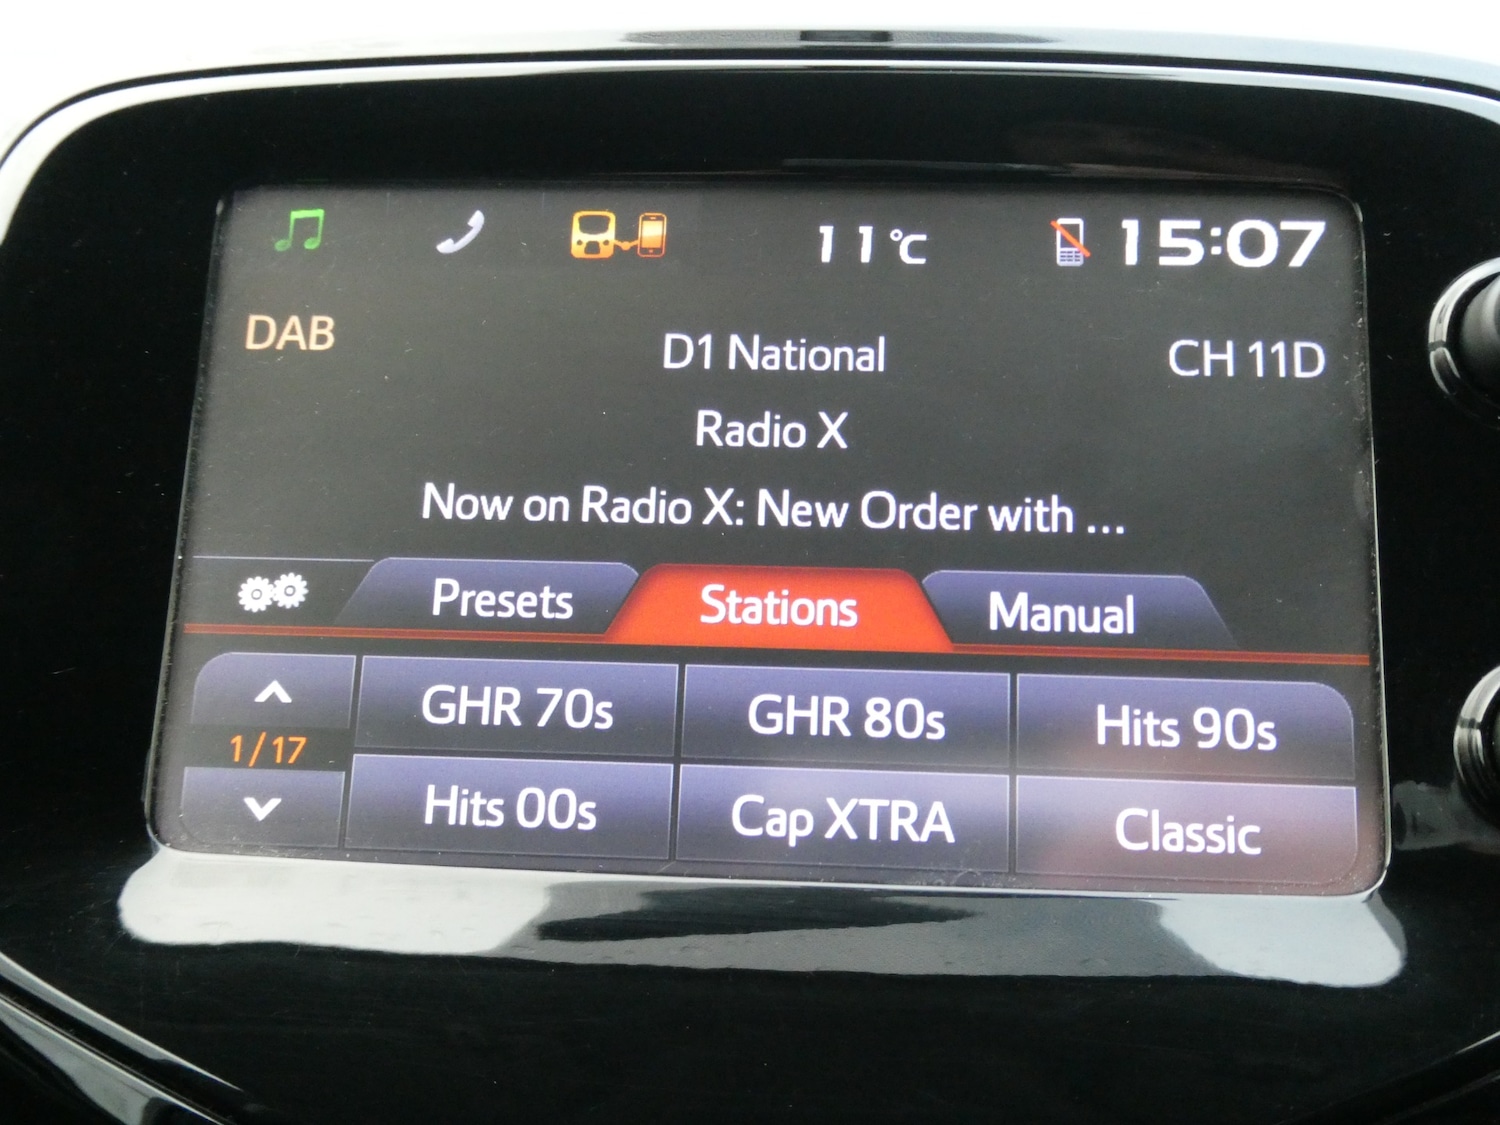 11°C 15:07
DAB D1 National CH 11D
Radio X
Now on Radio X: New Order with ...
Presets Stations Manual
GHR 70s GHR 80s Hits 90s
1/17
Hits 00s Cap XTRA Classic